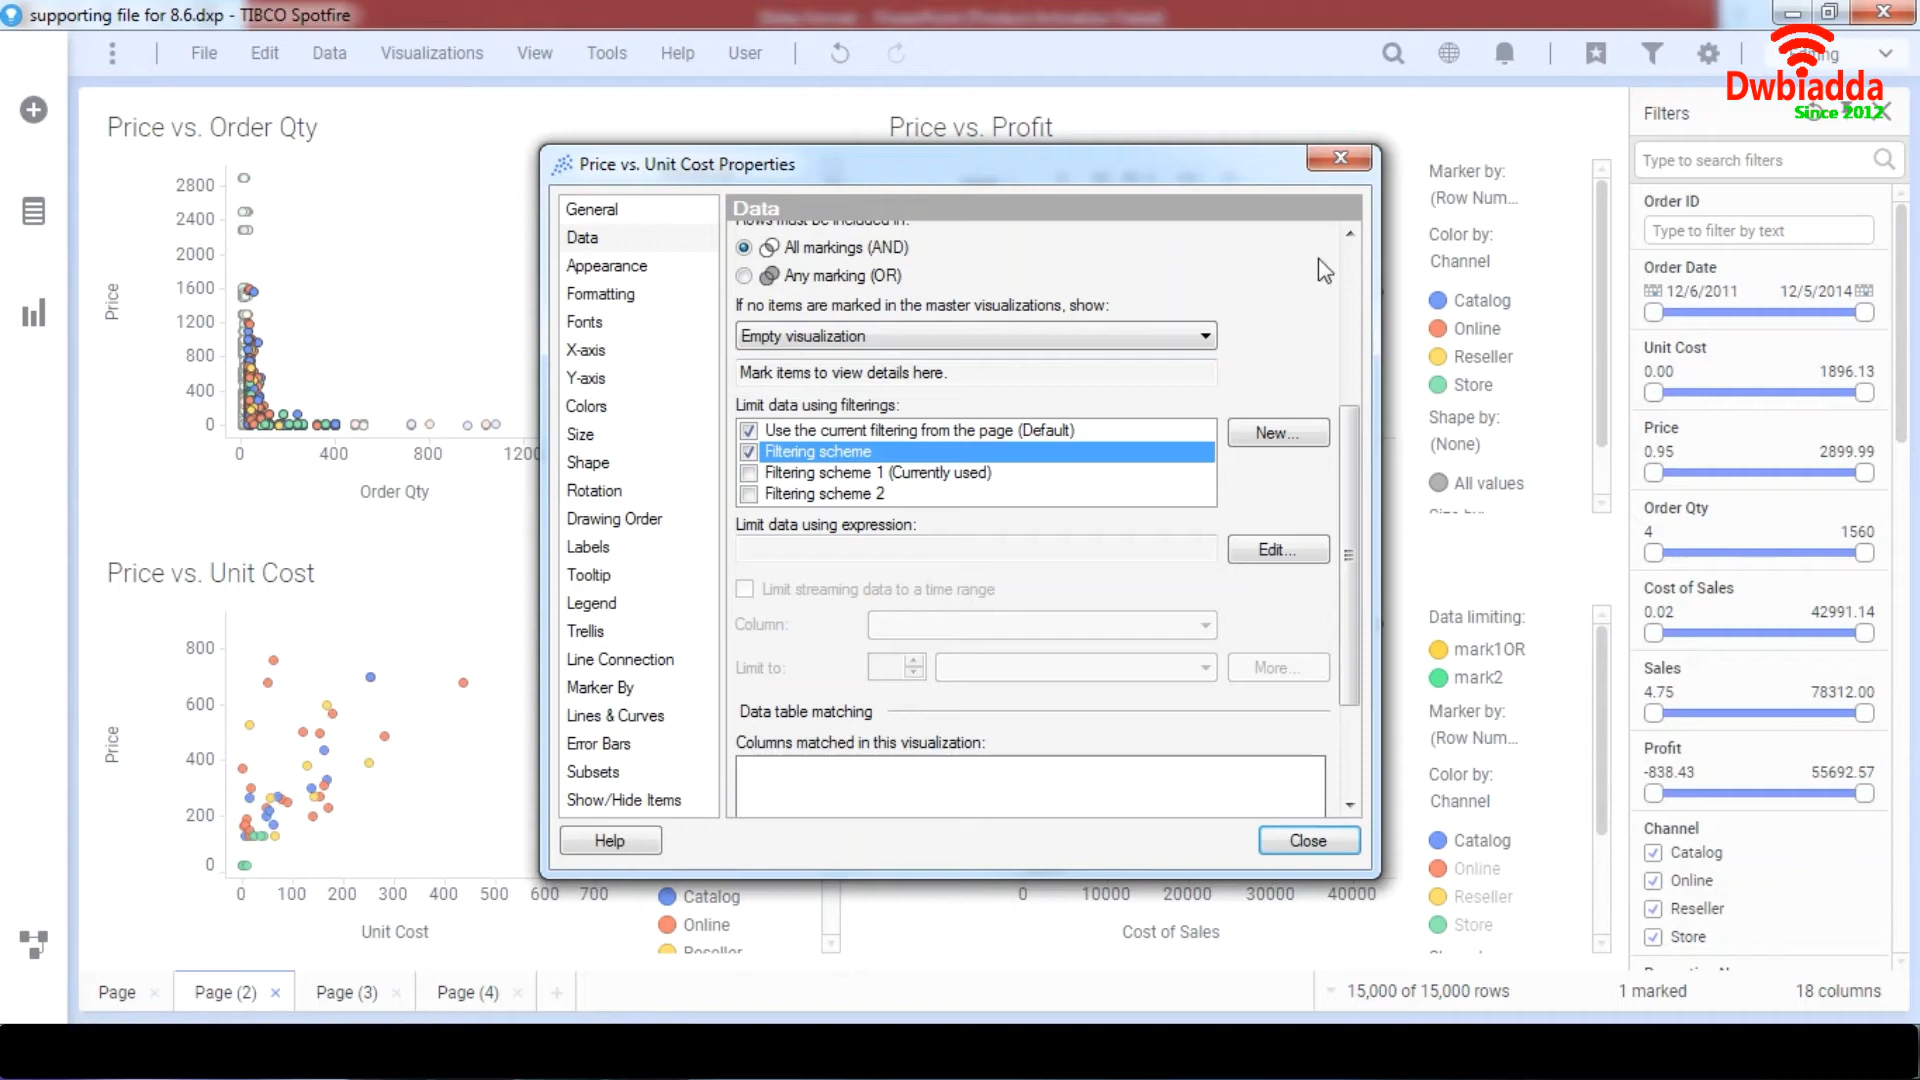 supporting file for 8.6.dxp - TIBCO Spotfire
File Edit Data Visualizations View Tools Help User
Dwbiadda
Since 2012
Price vs. Order Qty
2800
2400
2000
1600
1200
800
400
0
0 400 800 1200
Price
Order Qty
Price vs. Profit
Marker by:
(Row Num...
Color by:
Channel
Catalog
Online
Reseller
Store
Shape by:
(None)
All values
Price vs. Unit Cost
800
600
400
200
0
0 100 200 300 400 500 600 700
Price
Unit Cost
Catalog
Online
Reseller
0 10000 20000 30000 40000
Cost of Sales
Data limiting:
mark1OR
mark2
Marker by:
(Row Num...
Color by:
Channel
Catalog
Online
Reseller
Store
Price vs. Unit Cost Properties
General
Data
Appearance
Formatting
Fonts
X-axis
Y-axis
Colors
Size
Shape
Rotation
Drawing Order
Labels
Tooltip
Legend
Trellis
Line Connection
Marker By
Lines & Curves
Error Bars
Subsets
Show/Hide Items
Data
Rows must be included in:
All markings (AND)
Any marking (OR)
If no items are marked in the master visualizations, show:
Empty visualization
Mark items to view details here.
Limit data using filterings:
Use the current filtering from the page (Default)
Filtering scheme
Filtering scheme 1 (Currently used)
Filtering scheme 2
New...
Limit data using expression:
Edit...
Limit streaming data to a time range
Column:
Limit to:
More...
Data table matching
Columns matched in this visualization:
Help
Close
Filters
Type to search filters
Order ID
Type to filter by text
Order Date
12/6/2011 12/5/2014
Unit Cost
0.00 1896.13
Price
0.95 2899.99
Order Qty
4 1560
Cost of Sales
0.02 42991.14
Sales
4.75 78312.00
Profit
-838.43 55692.57
Channel
Catalog
Online
Reseller
Store
Page Page (2) Page (3) Page (4)
15,000 of 15,000 rows 1 marked 18 columns